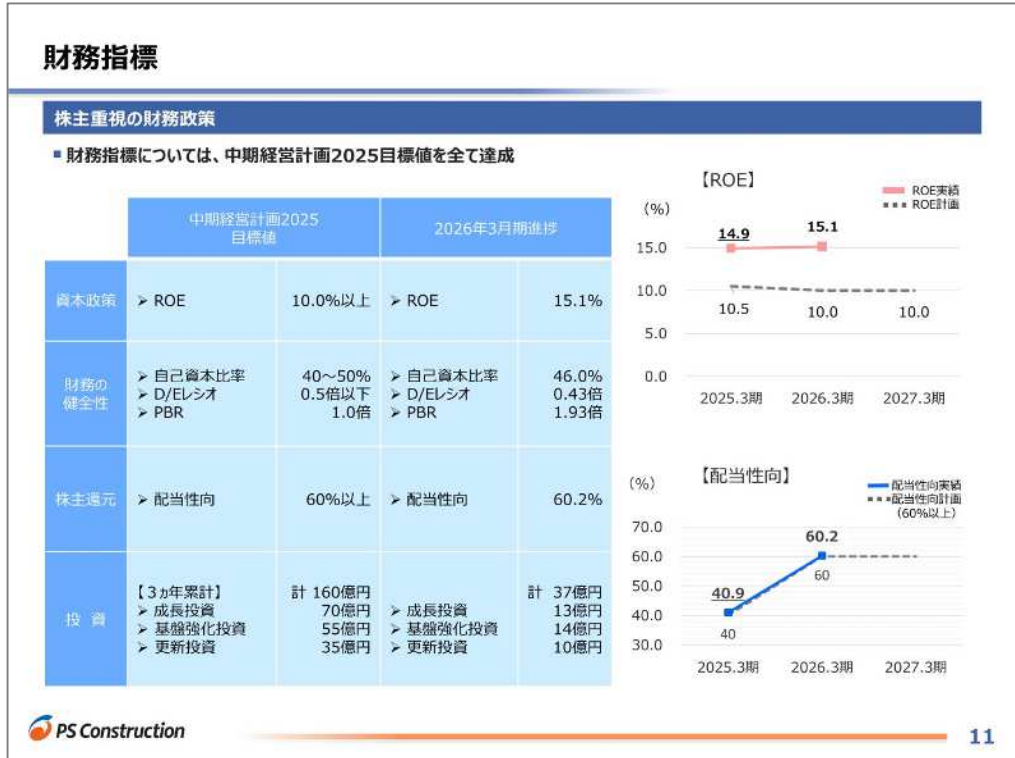 財務指標
株主重視の財務政策
▪ 財務指標については、中期経営計画2025目標値を全て達成
中期経営計画2025
目標値
2026年3月期進捗
資本政策
➢ ROE
10.0%以上
➢ ROE
15.1%
財務の
健全性
➢ 自己資本比率
➢ D/Eレシオ
➢ PBR
40～50%
0.5倍以下
1.0倍
➢ 自己資本比率
➢ D/Eレシオ
➢ PBR
46.0%
0.43倍
1.93倍
株主還元
➢ 配当性向
60%以上
➢ 配当性向
60.2%
投 資
【３ヵ年累計】
➢ 成長投資
➢ 基盤強化投資
➢ 更新投資
計 160億円
70億円
55億円
35億円
➢ 成長投資
➢ 基盤強化投資
➢ 更新投資
計 37億円
13億円
14億円
10億円
【ROE】
ROE実績
ROE計画
(%)
15.0
10.0
5.0
0.0
14.9
15.1
10.5
10.0
10.0
2025.3期
2026.3期
2027.3期
【配当性向】
配当性向実績
配当性向計画
(60%以上)
(%)
70.0
60.0
50.0
40.0
30.0
60.2
60
40.9
40
2025.3期
2026.3期
2027.3期
PS Construction
11